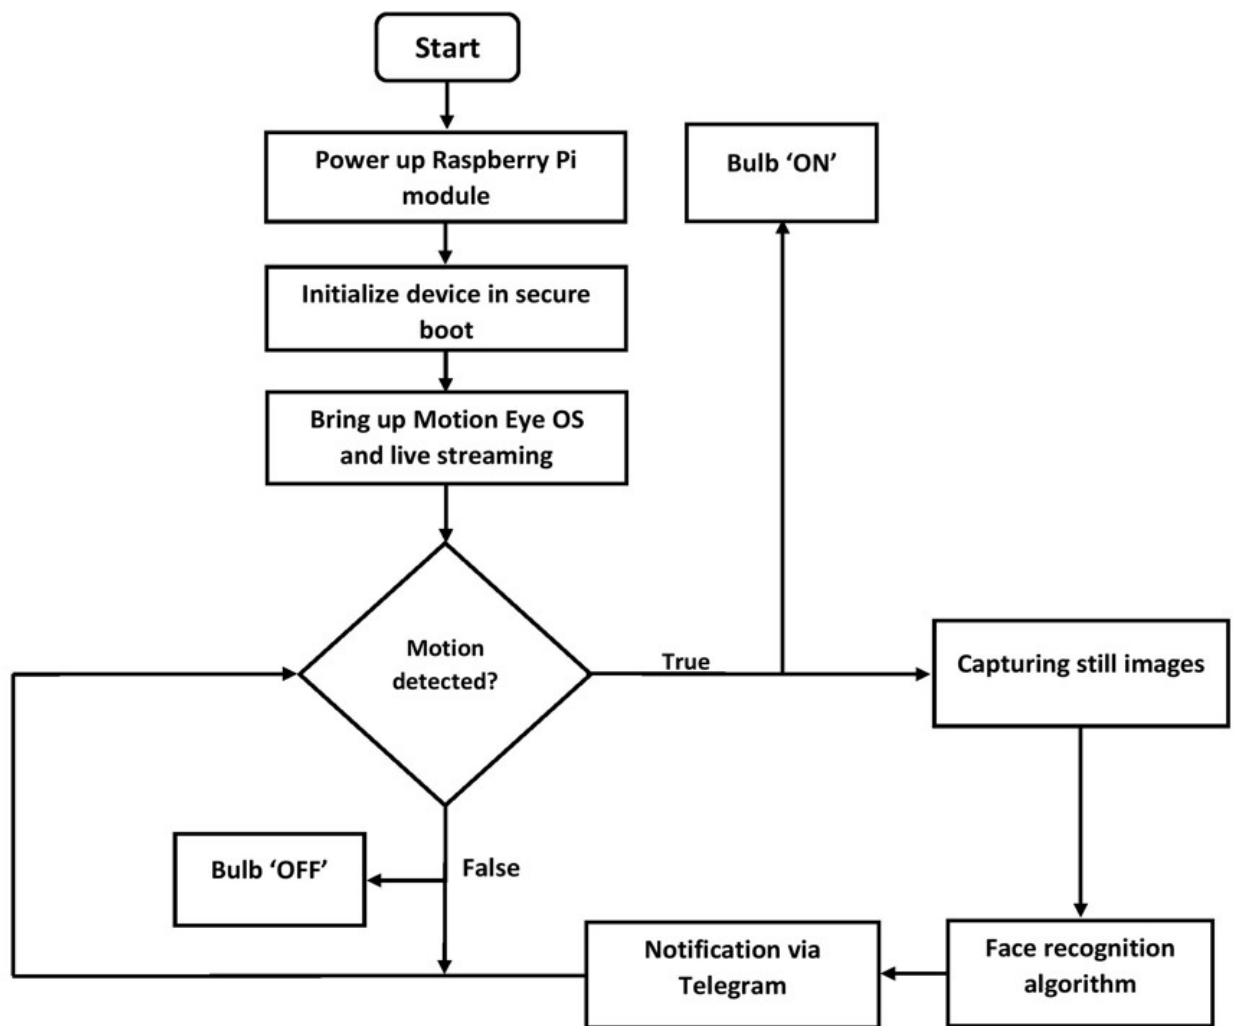 Start
Power up Raspberry Pi
module
Bulb ‘ON’
Initialize device in secure
boot
Bring up Motion Eye OS
and live streaming
Motion
detected?
True
Capturing still images
Bulb ‘OFF’
False
Notification via
Telegram
Face recognition
algorithm